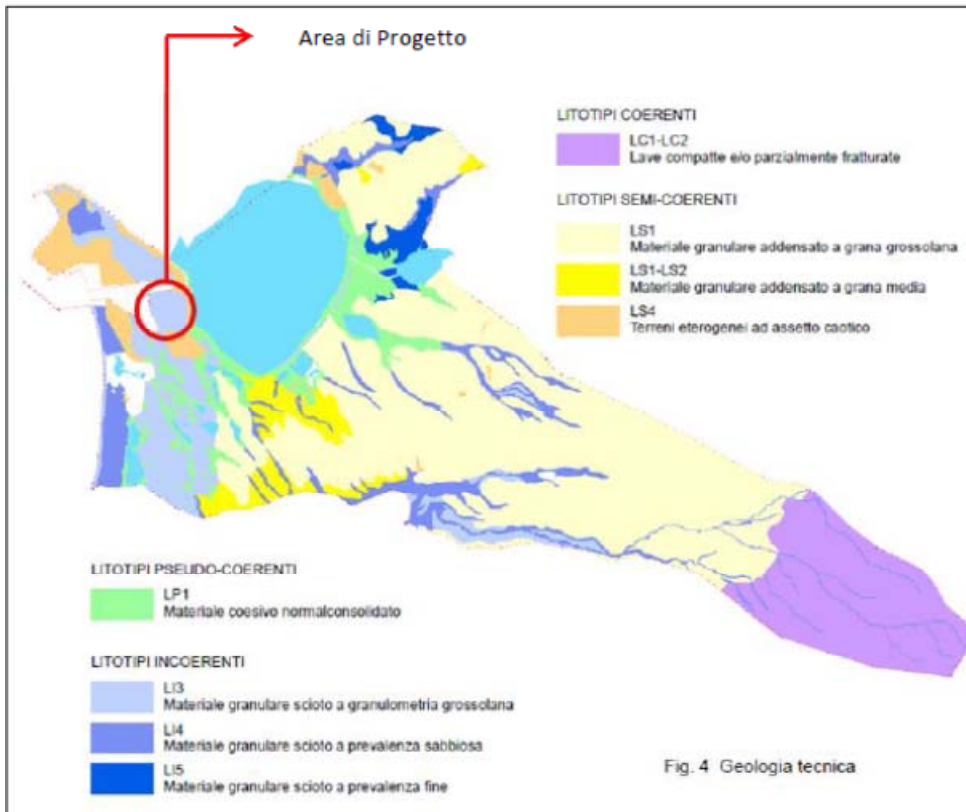 Area di Progetto
LITOTIPI COERENTI
LC1-LC2
Lave compatte e/o parzialmente fratturate
LITOTIPI SEMI-COERENTI
LS1
Materiale granulare addensato a grana grossolana
LS1-LS2
Materiale granulare addensato a grana media
LS4
Terreni eterogenei ad assetto caotico
LITOTIPI PSEUDO-COERENTI
LP1
Materiale coesivo normalconsolidato
LITOTIPI INCOERENTI
LI3
Materiale granulare scioto a granulometria grossolana
LI4
Materiale granulare scioto a prevalenza sabbiosa
LI5
Materiale granulare scioto a prevalenza fine
Fig. 4 Geologia tecnica